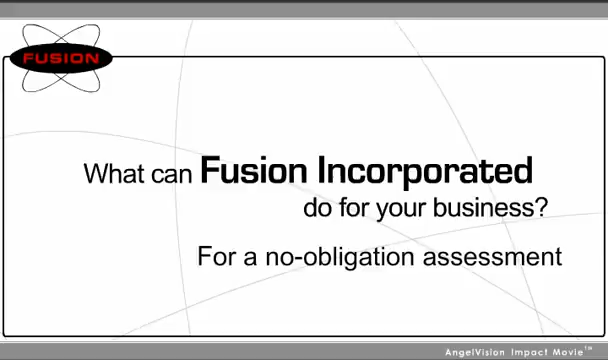 FUSION
What can Fusion Incorporated
do for your business?
For a no-obligation assessment
AngelVision Impact Movie™